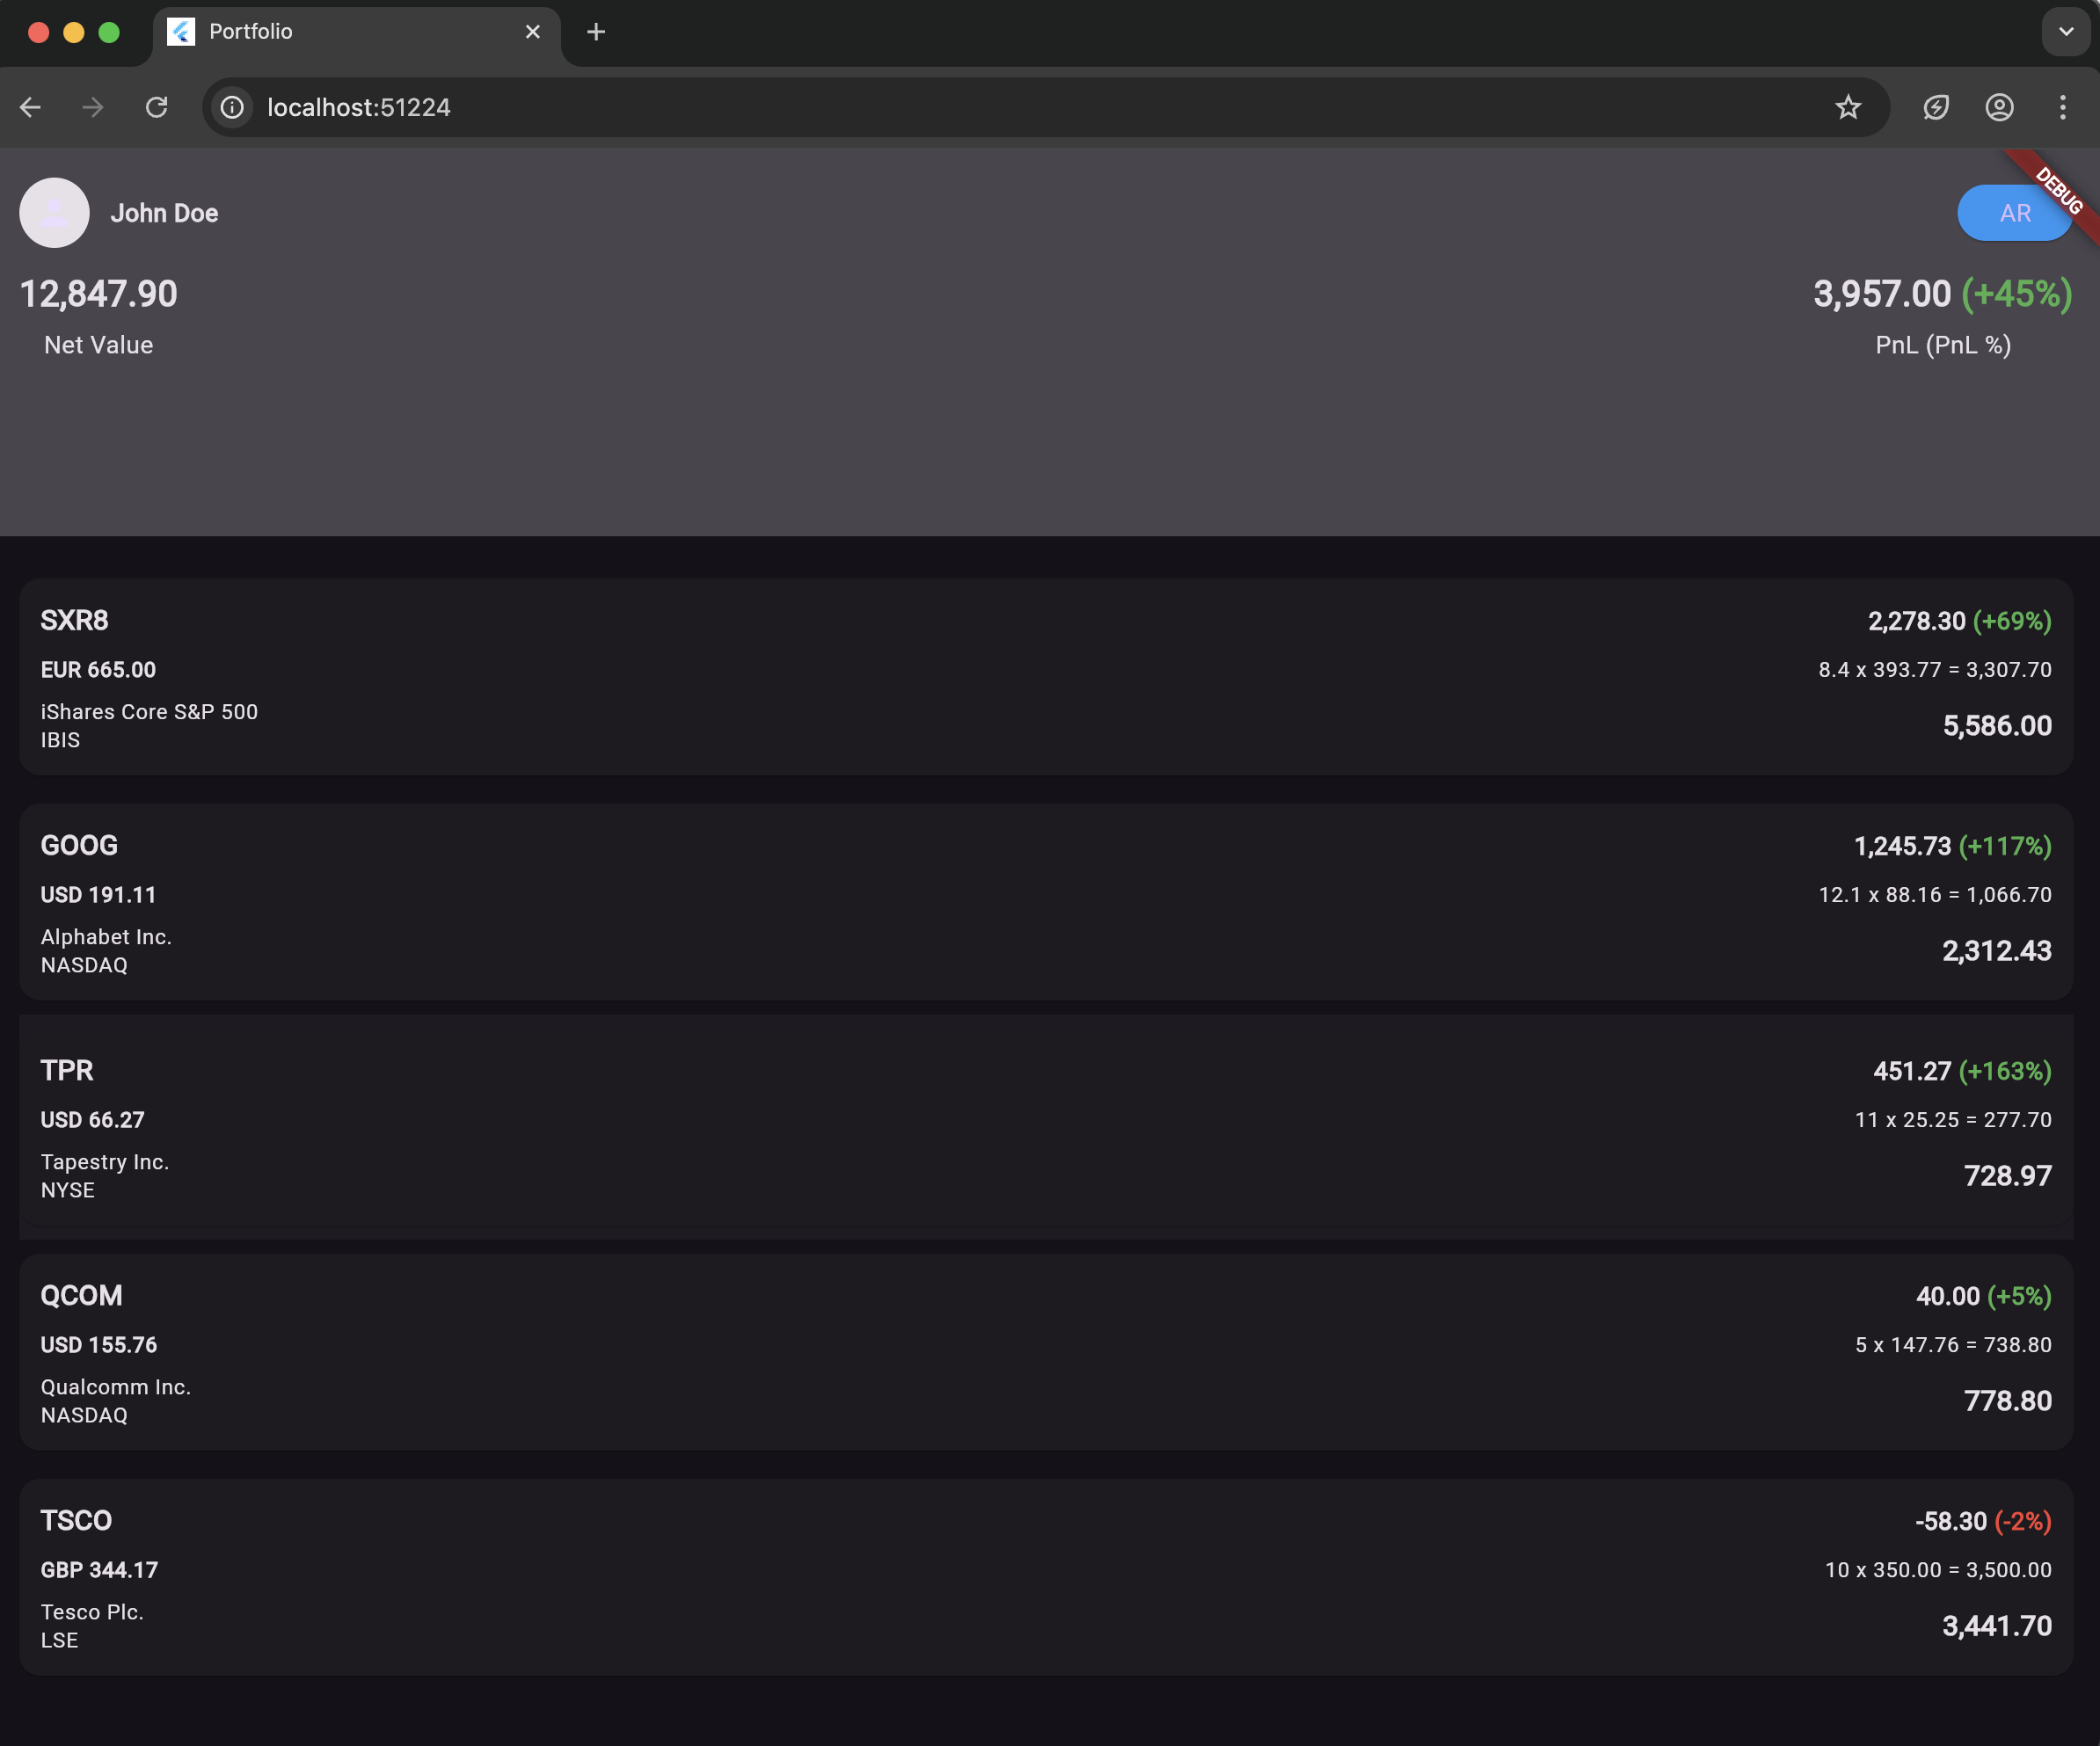 Portfolio
localhost:51224
DEBUG
John Doe
AR
12,847.90
Net Value
3,957.00 (+45%)
PnL (PnL %)
SXR8
EUR 665.00
iShares Core S&P 500
IBIS
2,278.30 (+69%)
8.4 x 393.77 = 3,307.70
5,586.00
GOOG
USD 191.11
Alphabet Inc.
NASDAQ
1,245.73 (+117%)
12.1 x 88.16 = 1,066.70
2,312.43
TPR
USD 66.27
Tapestry Inc.
NYSE
451.27 (+163%)
11 x 25.25 = 277.70
728.97
QCOM
USD 155.76
Qualcomm Inc.
NASDAQ
40.00 (+5%)
5 x 147.76 = 738.80
778.80
TSCO
GBP 344.17
Tesco Plc.
LSE
-58.30 (-2%)
10 x 350.00 = 3,500.00
3,441.70